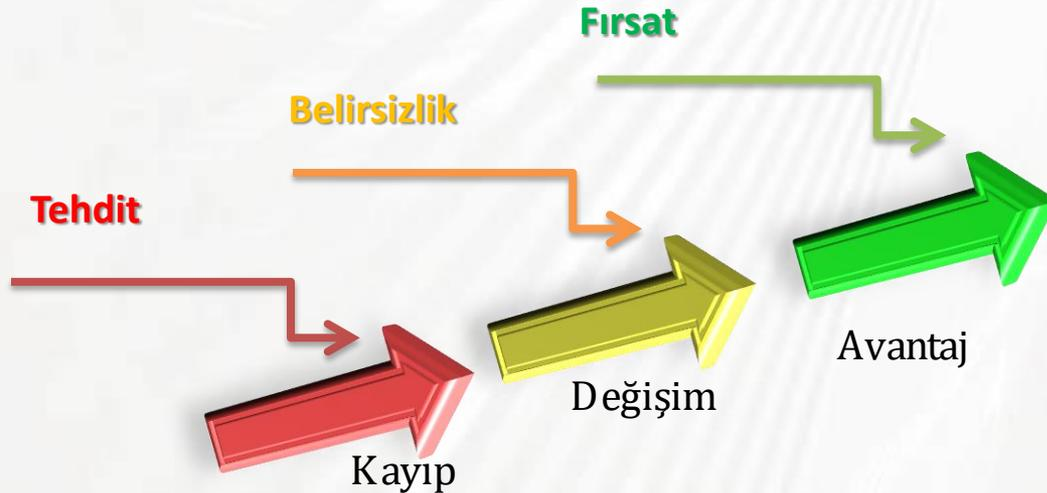 Fırsat
Belirsizlik
Tehdit
Avantaj
Değişim
Kayıp